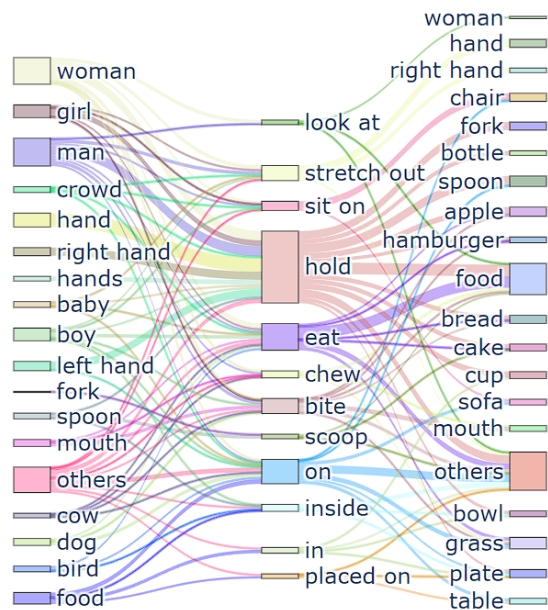 woman
girl
man
crowd
hand
right hand
hands
baby
boy
left hand
fork
spoon
mouth
others
cow
dog
bird
food
look at
stretch out
sit on
hold
eat
chew
bite
scoop
on
inside
in
placed on
woman
hand
right hand
chair
fork
bottle
spoon
apple
hamburger
food
bread
cake
cup
sofa
mouth
others
bowl
grass
plate
table